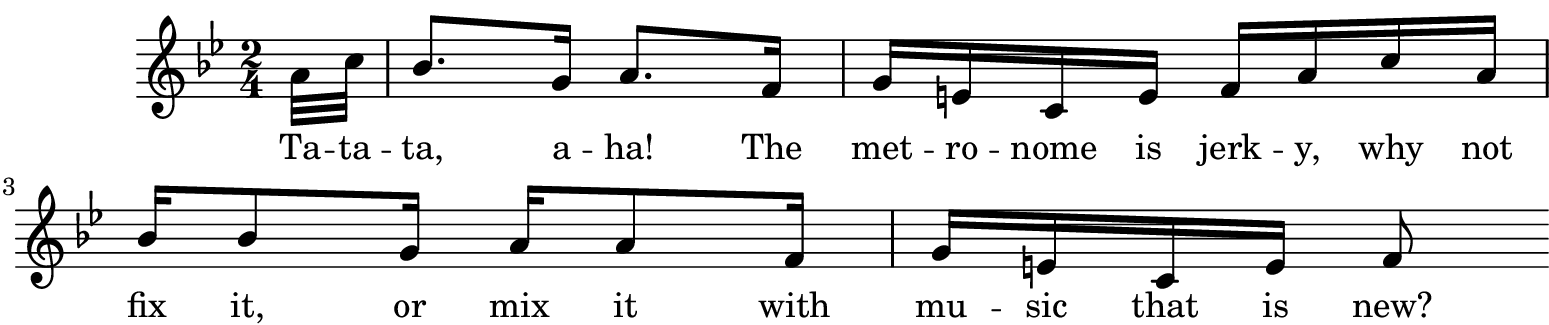 2 4
Ta -- ta -- ta, a -- ha! The met -- ro -- nome is jerk -- y, why not
3
fix it, or mix it with mu -- sic that is new?